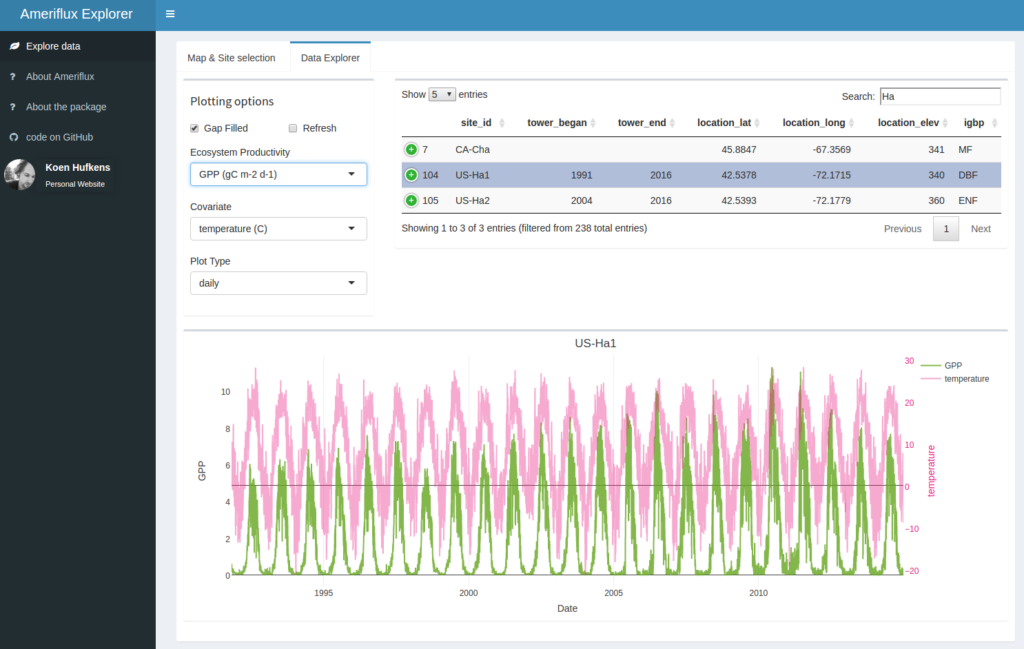 Ameriflux Explorer
Explore data
? About Ameriflux
? About the package
code on GitHub
Koen Hufkens
Personal Website
Map & Site selection
Data Explorer
Plotting options
Gap Filled
Refresh
Ecosystem Productivity
GPP (gC m-2 d-1)
Covariate
temperature (C)
Plot Type
daily
Show 5 entries
Search: Ha
site_id tower_began tower_end location_lat location_long location_elev igbp
7 CA-Cha 45.8847 -67.3569 341 MF
104 US-Ha1 1991 2016 42.5378 -72.1715 340 DBF
105 US-Ha2 2004 2016 42.5393 -72.1779 360 ENF
Showing 1 to 3 of 3 entries (filtered from 238 total entries)
Previous 1 Next
US-Ha1
GPP
10
8
6
4
2
0
1995 2000 2005 2010
Date
30
20
10
0
−10
−20
temperature
GPP
temperature